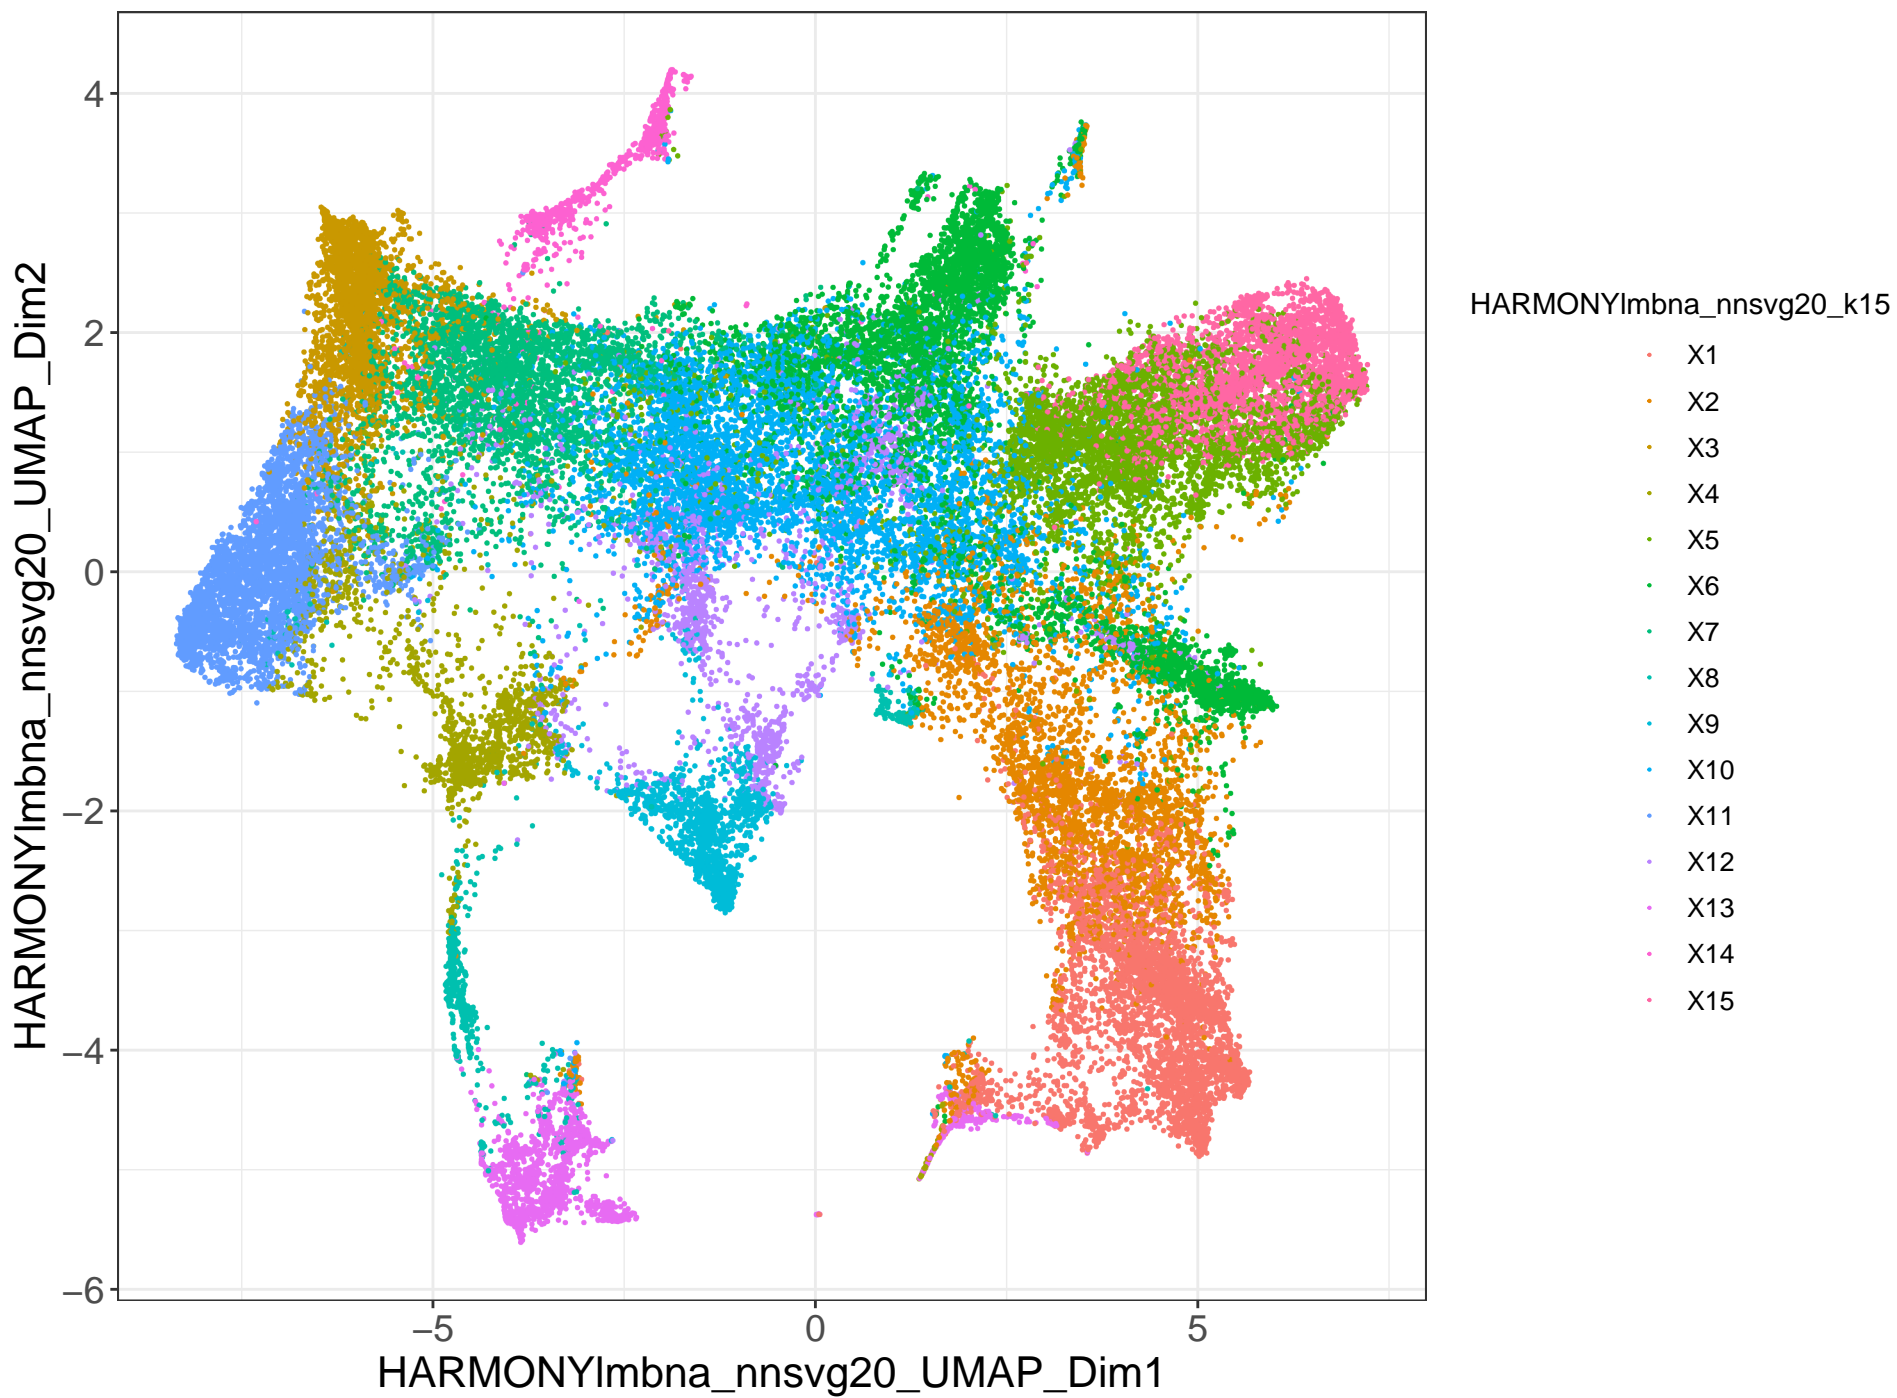 4
2
0
−2
−4
−6
−5
0
5
HARMONYlmbna_nnsvg20_UMAP_Dim2
HARMONYlmbna_nnsvg20_UMAP_Dim1
HARMONYlmbna_nnsvg20_k15
X1
X2
X3
X4
X5
X6
X7
X8
X9
X10
X11
X12
X13
X14
X15